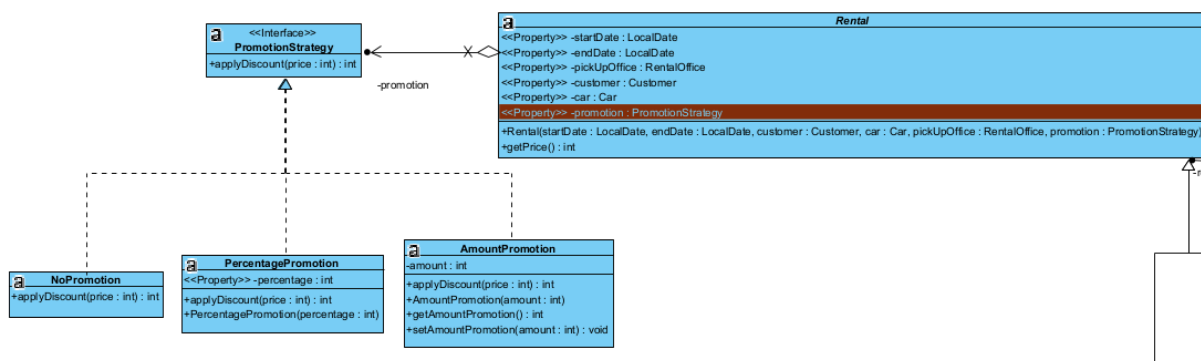 a
<<Interface>>
PromotionStrategy
+applyDiscount(price : int) : int
-promotion
a
Rental
<<Property>> -startDate : LocalDate
<<Property>> -endDate : LocalDate
<<Property>> -pickUpOffice : RentalOffice
<<Property>> -customer : Customer
<<Property>> -car : Car
<<Property>> -promotion : PromotionStrategy
+Rental(startDate : LocalDate, endDate : LocalDate, customer : Customer, car : Car, pickUpOffice : RentalOffice, promotion : PromotionStrategy)
+getPrice() : int
a
NoPromotion
+applyDiscount(price : int) : int
a
PercentagePromotion
<<Property>> -percentage : int
+applyDiscount(price : int) : int
+PercentagePromotion(percentage : int)
a
AmountPromotion
-amount : int
+applyDiscount(price : int) : int
+AmountPromotion(amount : int)
+getAmountPromotion() : int
+setAmountPromotion(amount : int) : void